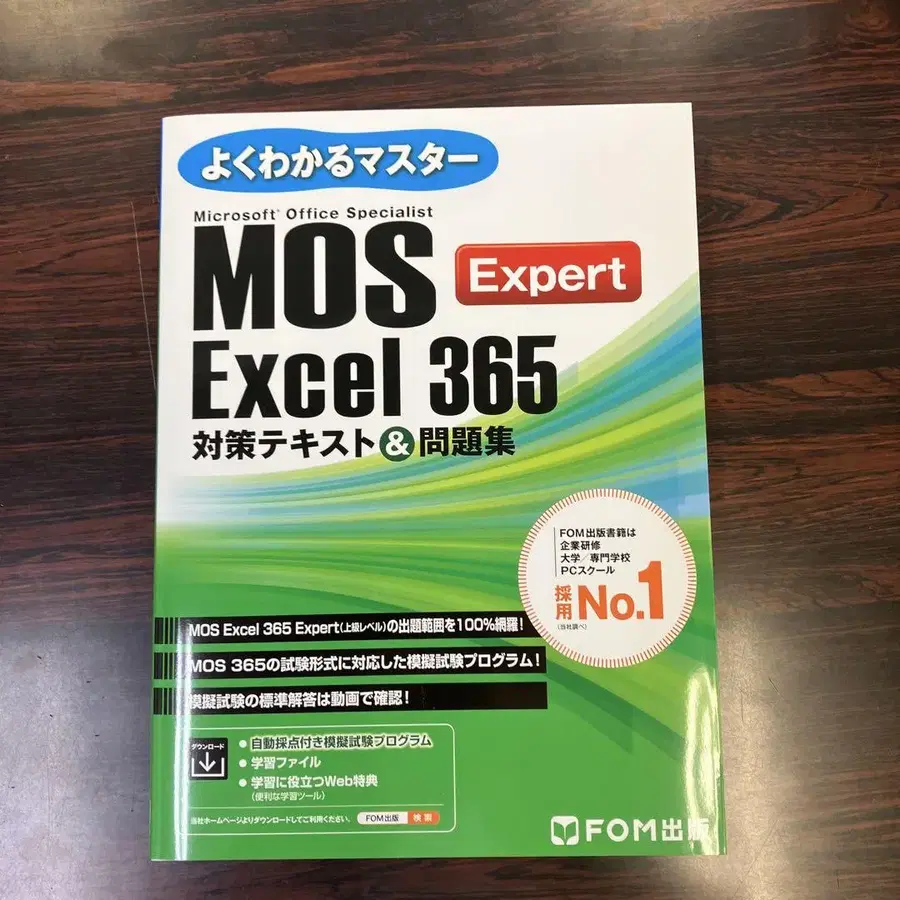 よくわかるマスター
Microsoft® Office Specialist
MOS
Expert
Excel 365
対策テキスト&問題集
FOM出版書籍は
企業研修
大学/専門学校
PCスクール
採用 No.1
(当社調べ)
MOS Excel 365 Expert(上級レベル)の出題範囲を100%網羅!
MOS 365の試験形式に対応した模擬試験プログラム!
模擬試験の標準解答は動画で確認!
ダウンロード
• 自動採点付き模擬試験プログラム
• 学習ファイル
• 学習に役立つWeb特典
(便利な学習ツール)
当社ホームページよりダウンロードしてご利用ください。
FOM出版 検索
FOM出版